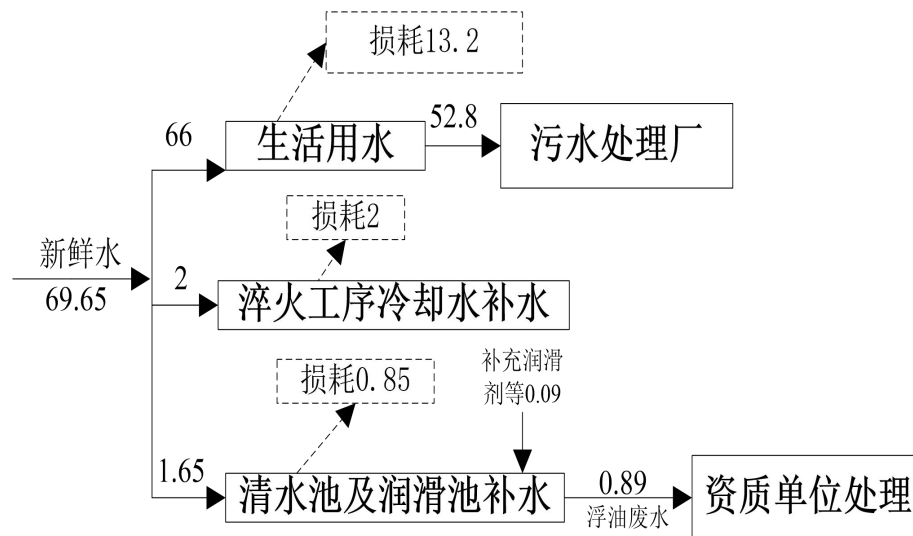 损耗13.2
66
生活用水
52.8
污水处理厂
损耗2
新鲜水
69.65
2
淬火工序冷却水补水
损耗0.85
补充润滑
剂等0.09
1.65
清水池及润滑池补水
0.89
浮油废水
资质单位处理